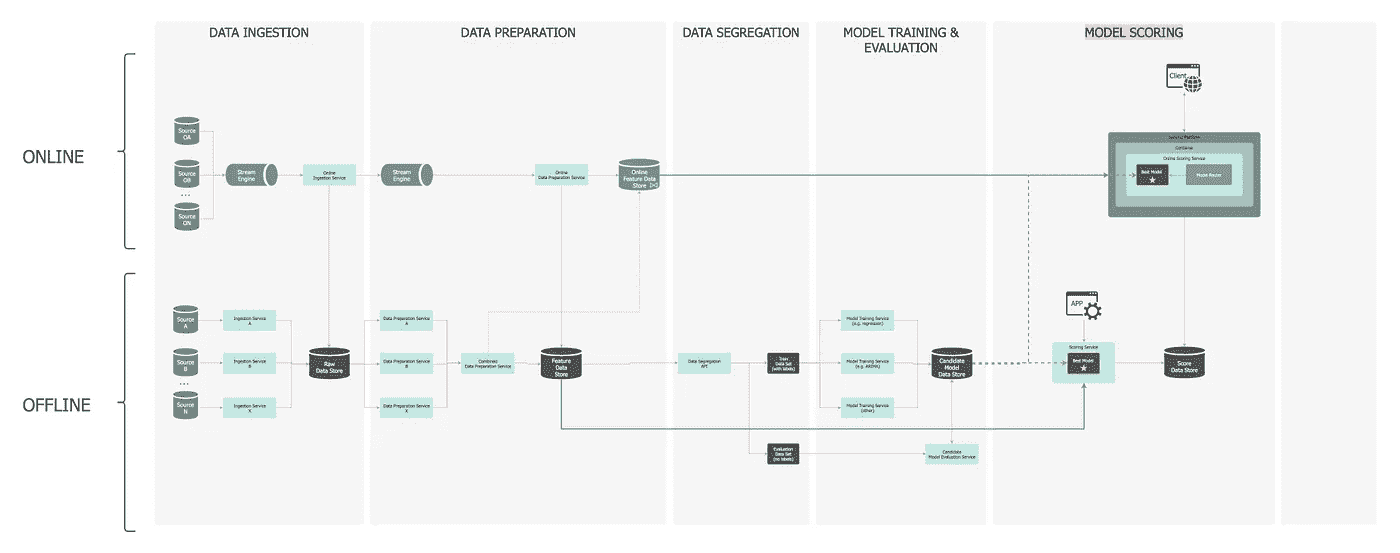 DATA INGESTION
DATA PREPARATION
DATA SEGREGATION
MODEL TRAINING &
EVALUATION
MODEL SCORING
ONLINE
Client
Source
OA
Source
OB
...
Source
ON
Stream
Engine
Online
Ingestion Service
Stream
Engine
Online
Data Preparation Service
Online
Feature Data
Store
Container
Online Scoring Service
Best Model
Model Router
OFFLINE
Source
A
Source
B
...
Source
N
Ingestion Service
A
Ingestion Service
B
Ingestion Service
X
Raw
Data Store
Data Preparation Service
A
Data Preparation Service
B
Data Preparation Service
X
Combined
Data Preparation Service
Feature
Data
Store
Data Segregation
API
Train
Data Set
(with labels)
Evaluation
Data Set
(no labels)
Model Training Service
(e.g. regression)
Model Training Service
(e.g. ARIMA)
Model Training Service
(other)
Candidate
Model
Data Store
Candidate
Model Evaluation Service
APP
Scoring Service
Best Model
Score
Data Store